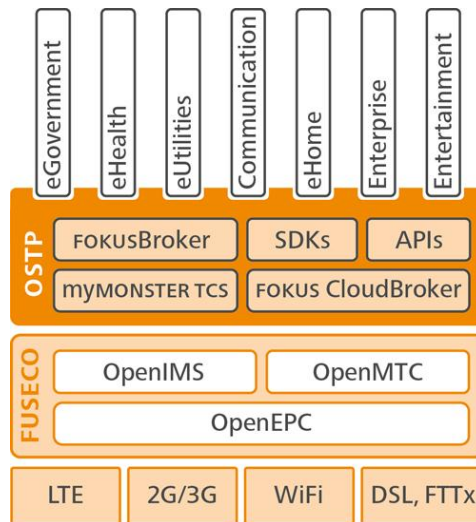 eGovernment
eHealth
eUtilities
Communication
eHome
Enterprise
Entertainment
OSTP
FOKUSBroker
SDKs
APIs
myMONSTER TCS
FOKUS CloudBroker
FUSECO
OpenIMS
OpenMTC
OpenEPC
LTE
2G/3G
WiFi
DSL, FTTx